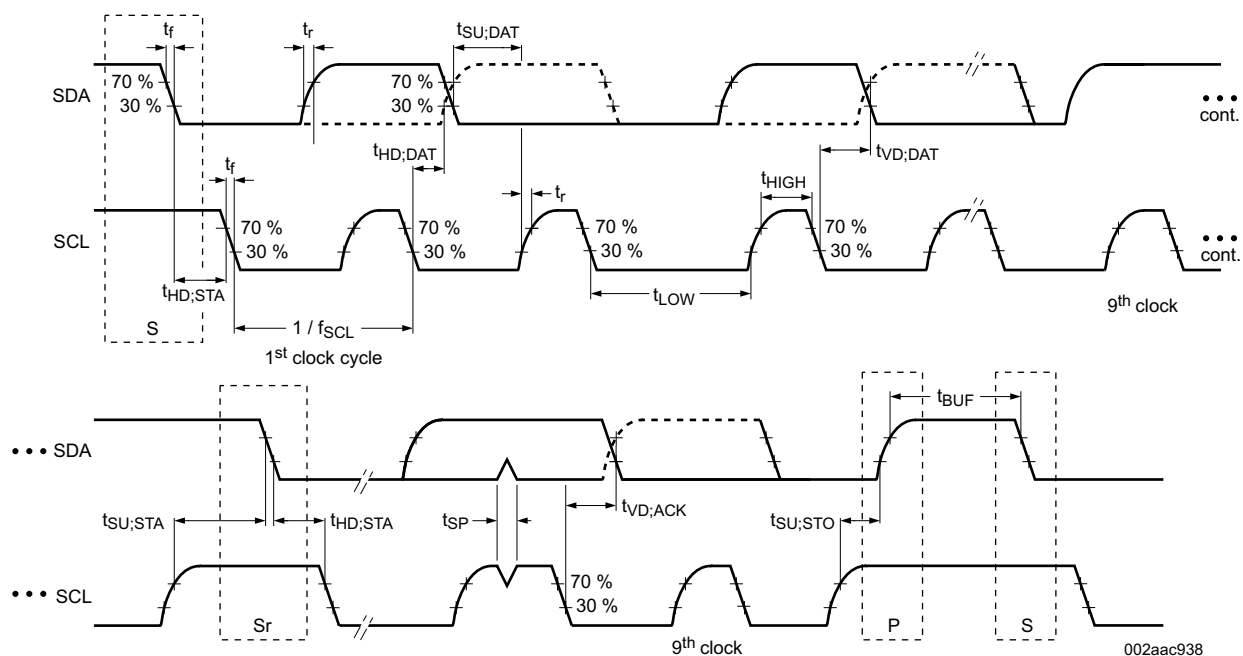 tf tr tSU;DAT
70 % 70 %
SDA
30 % 30 %
cont.
tHD;DAT tVD;DAT
tf tHIGH
tr
70 % 70 % 70 % 70 %
SCL
30 % 30 % 30 % 30 %
cont.
tHD;STA tLOW
9th clock
S 1 / fSCL
1st clock cycle
tBUF
SDA
tSU;STA tHD;STA tSP tVD;ACK tSU;STO
70 %
SCL 30 %
Sr P S
9th clock
002aac938